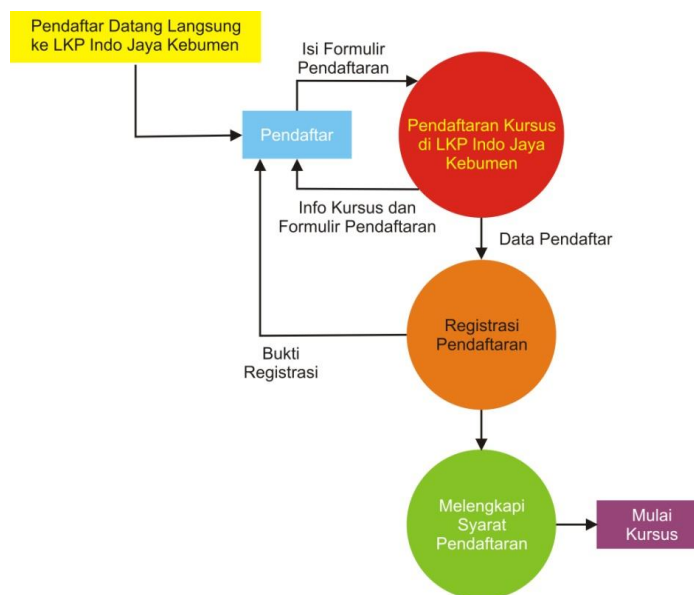 Pendaftar Datang Langsung
ke LKP Indo Jaya Kebumen
Isi Formulir
Pendaftaran
Pendaftar
Pendaftaran Kursus
di LKP Indo Jaya
Kebumen
Info Kursus dan
Formulir Pendaftaran
Data Pendaftar
Registrasi
Pendaftaran
Bukti
Registrasi
Melengkapi
Syarat
Pendaftaran
Mulai
Kursus